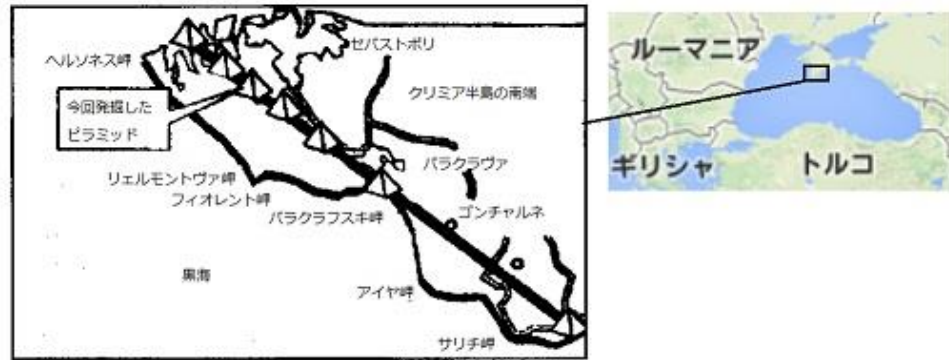 ヘルソネス岬
セバストポリ
今回発掘した
ピラミッド
クリミア半島の南端
バラクラヴァ
リェルモントヴァ岬
フィオレント岬
バラクラフスキ岬
ゴンチャルネ
黒海
アイヤ岬
サリチ岬
ルーマニア
ギリシャ
トルコ